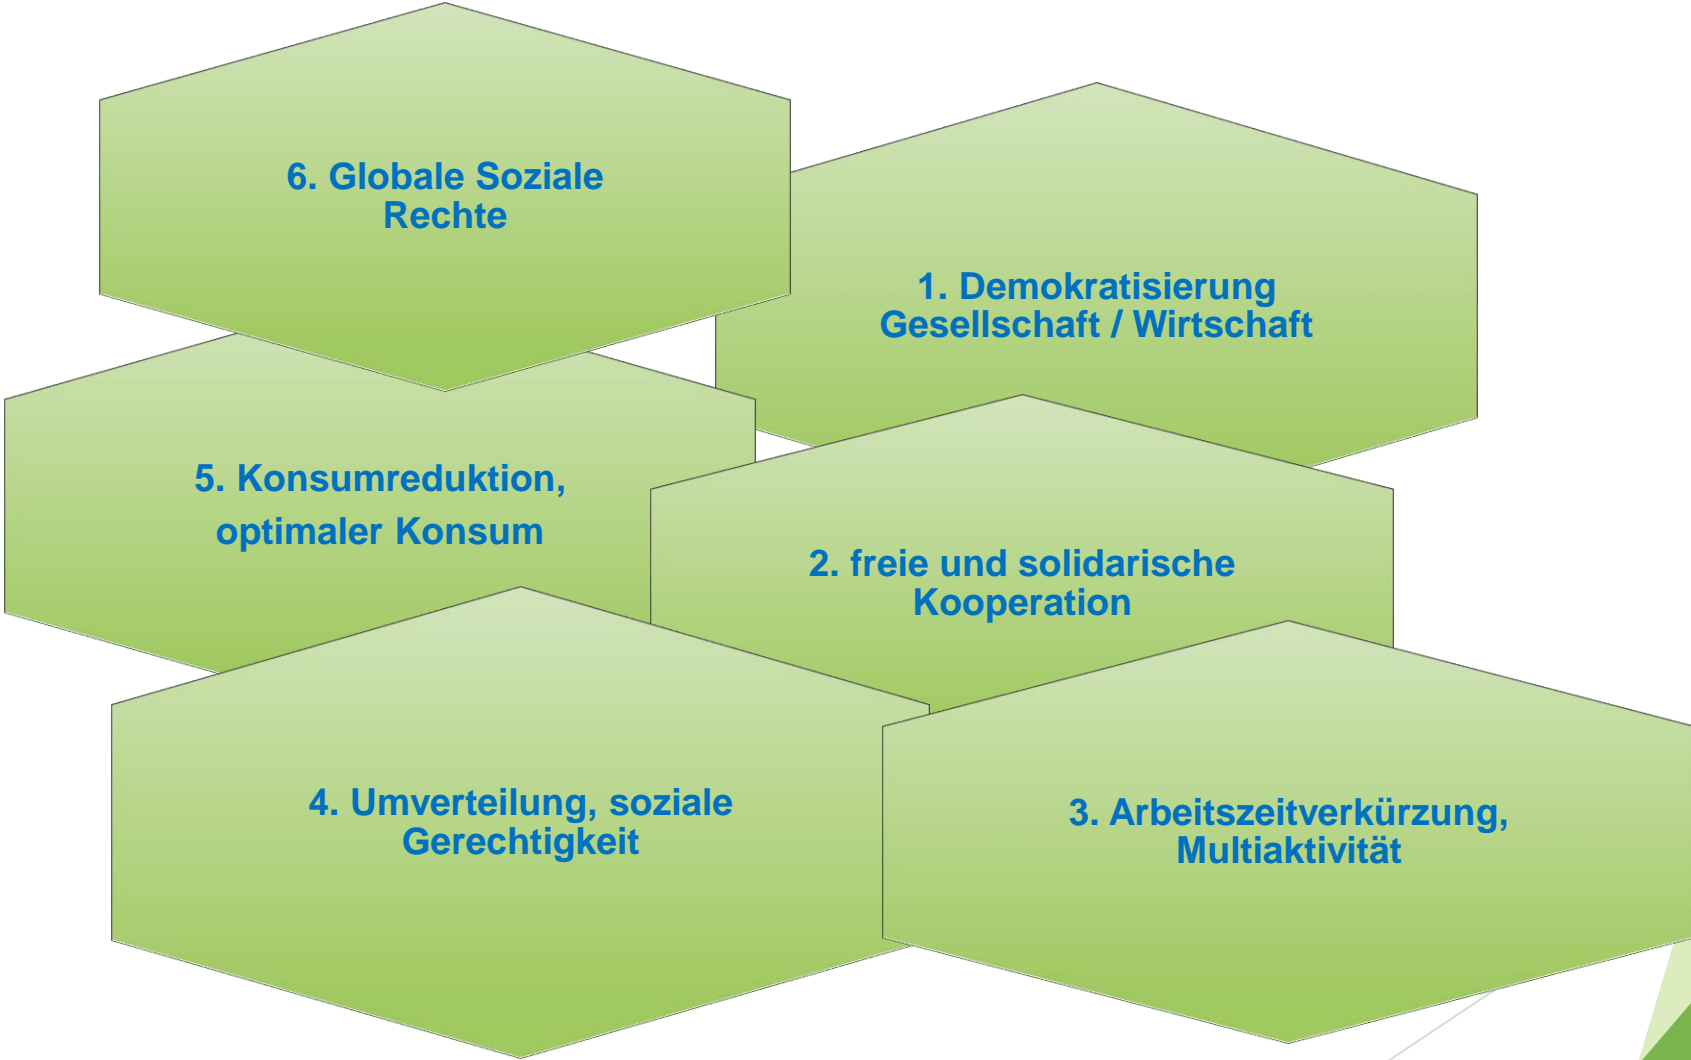 6. Globale Soziale
Rechte
1. Demokratisierung
Gesellschaft / Wirtschaft
5. Konsumreduktion,
optimaler Konsum
2. freie und solidarische
Kooperation
4. Umverteilung, soziale
Gerechtigkeit
3. Arbeitszeitverkürzung,
Multiaktivität